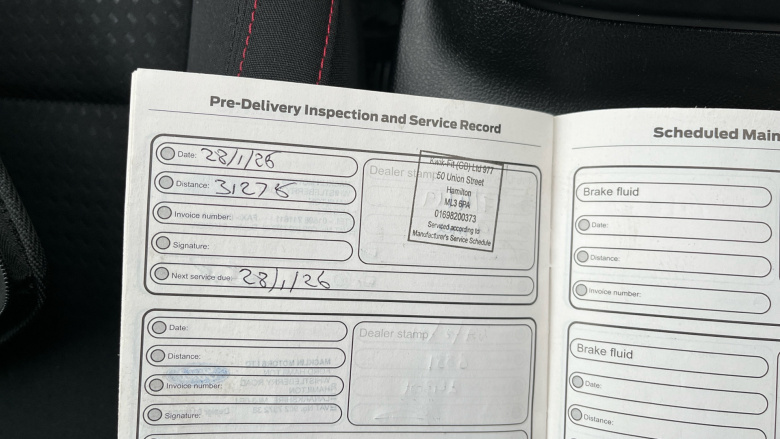 Pre-Delivery Inspection and Service Record
Date: 28/1/26
Distance: 31276
Invoice number:
Signature:
Next service due: 28/1/26
Dealer stamp
Kwik-Fit (GB) Ltd 977
50 Union Street
Hamilton
ML3 6PA
01698200373
Serviced according to
Manufacturer's Service Schedule
Date:
Distance:
Invoice number:
Signature:
Dealer stamp
Scheduled Main
Brake fluid
Date:
Distance:
Invoice number:
Brake fluid
Date:
Distance: